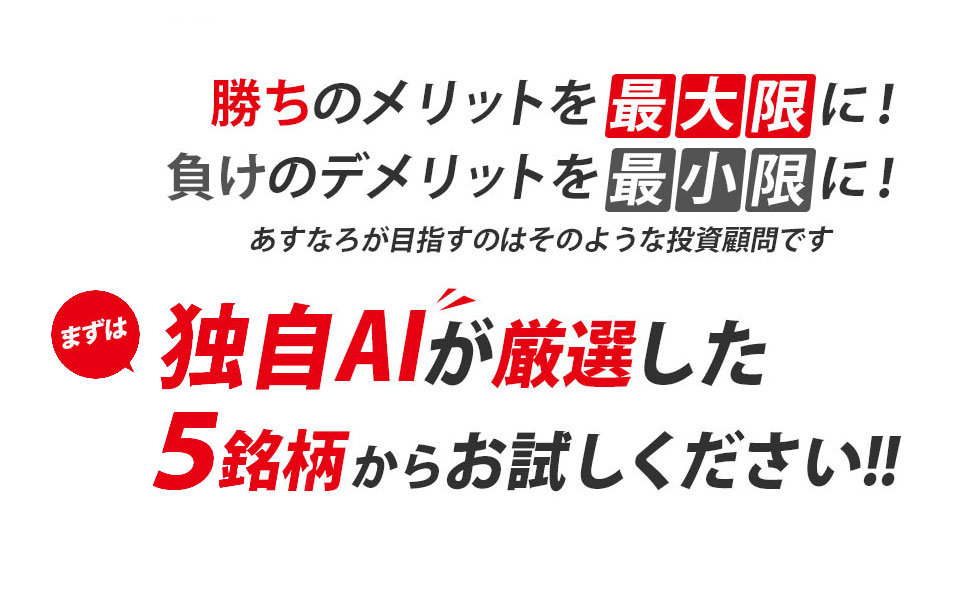 勝ちのメリットを最大限に！
負けのデメリットを最小限に！
あすなろが目指すのはそのような投資顧問です
まずは
独自AIが厳選した
5銘柄からお試しください!!